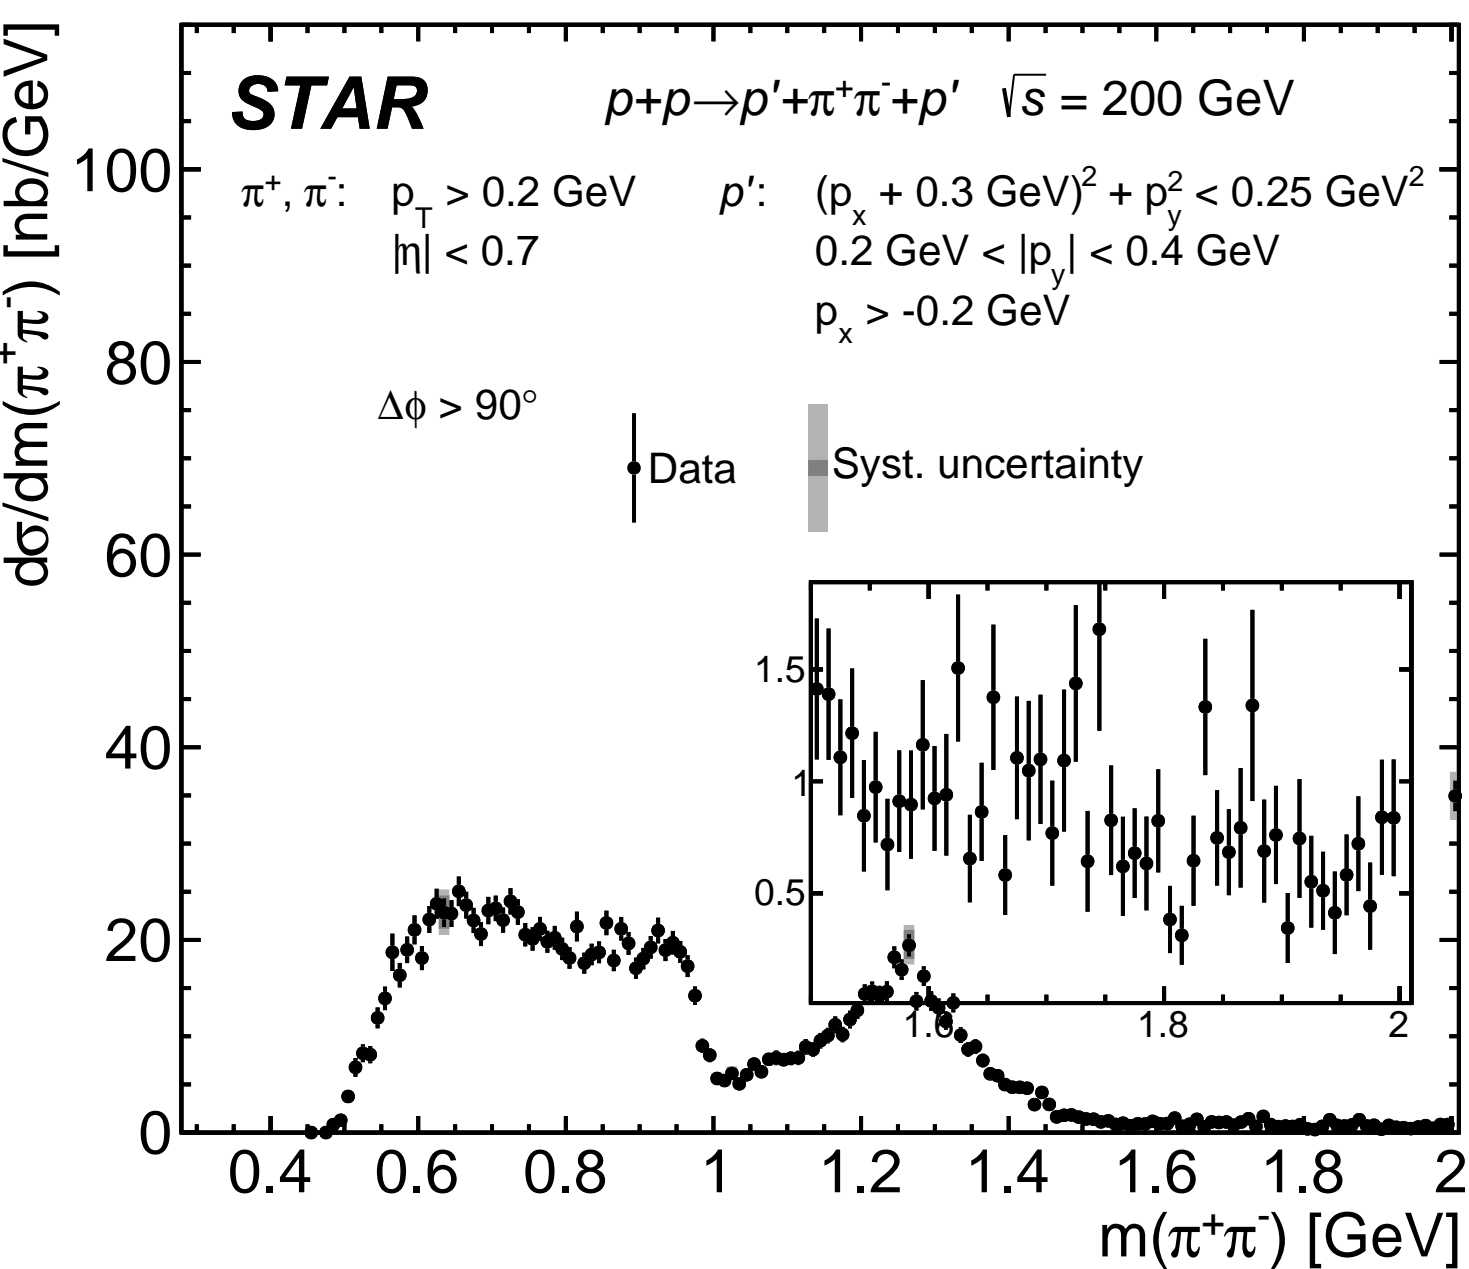 STAR p+p→p′+π⁺π⁻+p′ √s = 200 GeV
π⁺, π⁻: p_T > 0.2 GeV p′: (p_x + 0.3 GeV)² + p_y² < 0.25 GeV²
|η| < 0.7 0.2 GeV < |p_y| < 0.4 GeV
p_x > -0.2 GeV
Δϕ > 90°
Data Syst. uncertainty
dσ/dm(π⁺π⁻) [nb/GeV]
100
80
60
40
20
0
1.5
1
0.5
1.6 1.8 2
0.4 0.6 0.8 1 1.2 1.4 1.6 1.8 2
m(π⁺π⁻) [GeV]